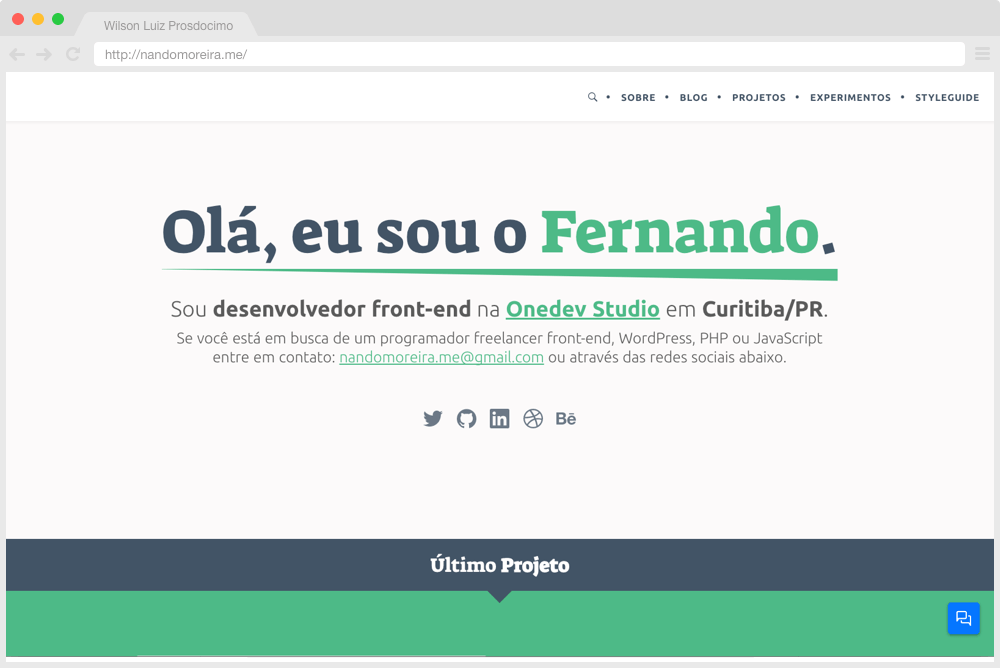 Wilson Luiz Prosdocimo
http://nandomoreira.me/
SOBRE • BLOG • PROJETOS • EXPERIMENTOS • STYLEGUIDE
Olá, eu sou o Fernando.
Sou desenvolvedor front-end na Onedev Studio em Curitiba/PR.
Se você está em busca de um programador freelancer front-end, WordPress, PHP ou JavaScript
entre em contato: nandomoreira.me@gmail.com ou através das redes sociais abaixo.
in Bē
Último Projeto